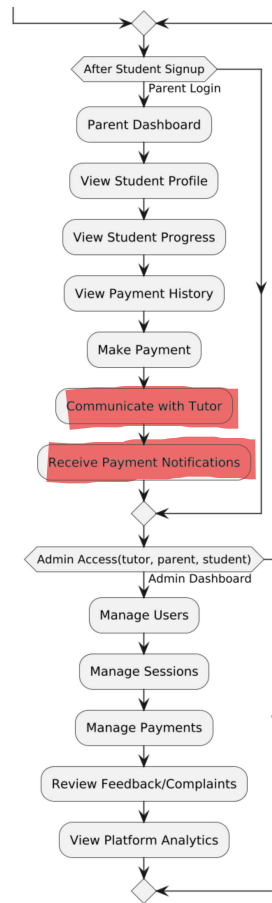 After Student Signup
Parent Login
Parent Dashboard
View Student Profile
View Student Progress
View Payment History
Make Payment
Communicate with Tutor
Receive Payment Notifications
Admin Access(tutor, parent, student)
Admin Dashboard
Manage Users
Manage Sessions
Manage Payments
Review Feedback/Complaints
View Platform Analytics